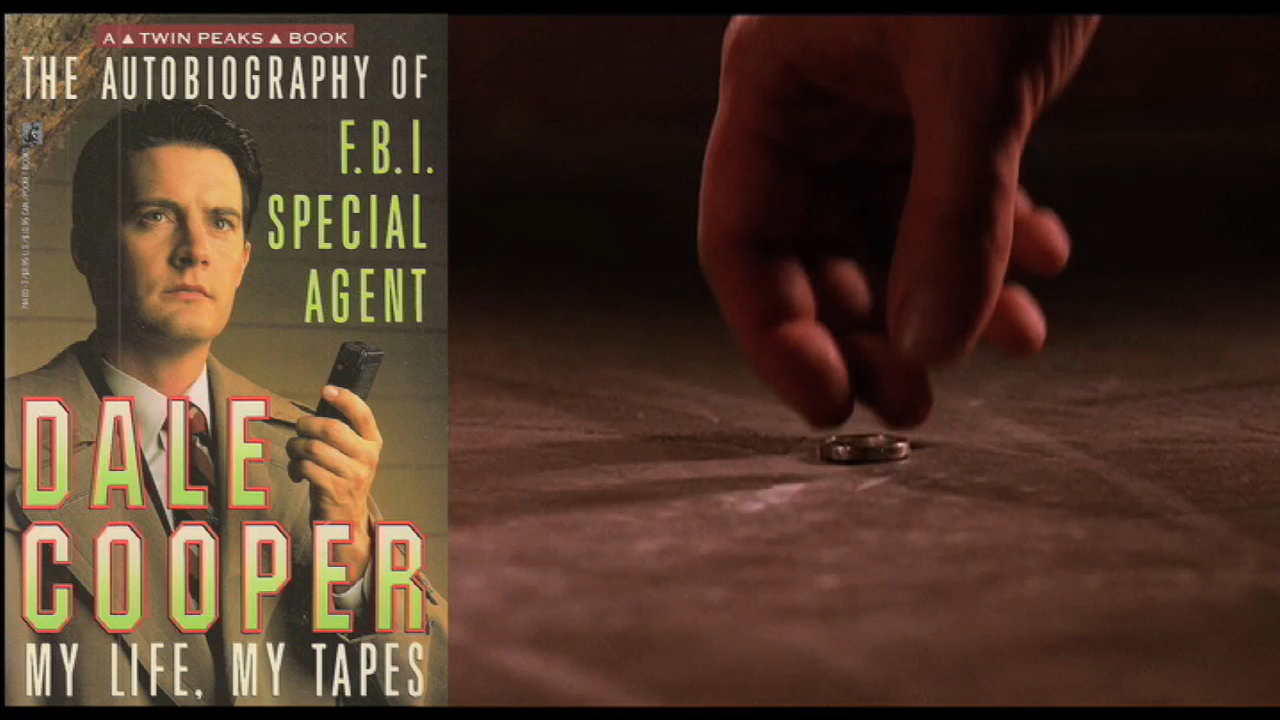 A ▲ TWIN PEAKS ▲ BOOK
THE AUTOBIOGRAPHY OF
F.B.I.
SPECIAL
AGENT
DALE
COOPER
MY LIFE, MY TAPES